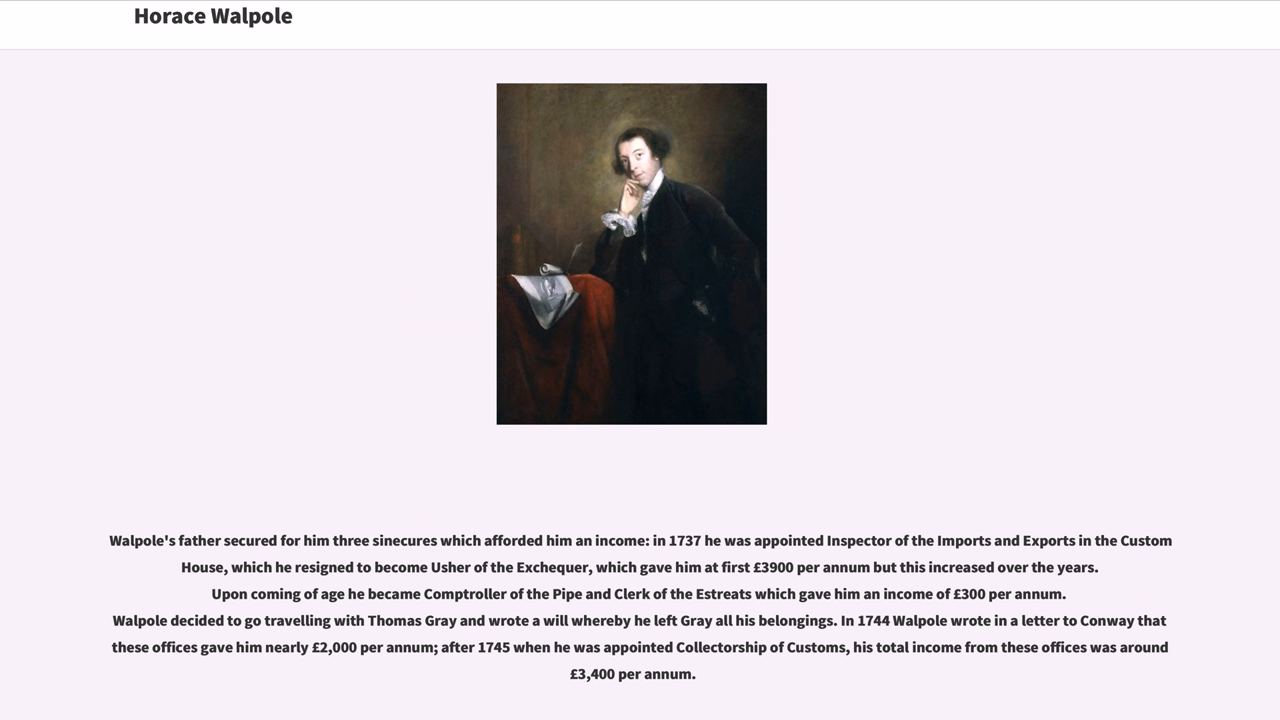 Horace Walpole
Walpole's father secured for him three sinecures which afforded him an income: in 1737 he was appointed Inspector of the Imports and Exports in the Custom
House, which he resigned to become Usher of the Exchequer, which gave him at first £3900 per annum but this increased over the years.
Upon coming of age he became Comptroller of the Pipe and Clerk of the Estreats which gave him an income of £300 per annum.
Walpole decided to go travelling with Thomas Gray and wrote a will whereby he left Gray all his belongings. In 1744 Walpole wrote in a letter to Conway that
these offices gave him nearly £2,000 per annum; after 1745 when he was appointed Collectorship of Customs, his total income from these offices was around
£3,400 per annum.